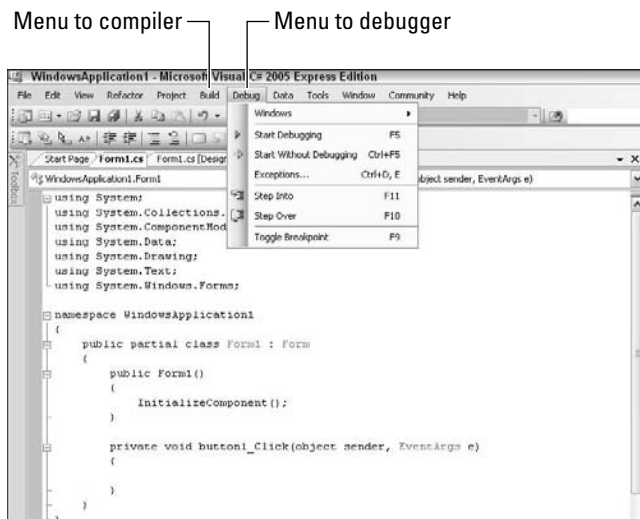 Menu to compiler
Menu to debugger
WindowsApplication1 - Microsoft Visual C# 2005 Express Edition
File Edit View Refactor Project Build Debug Data Tools Window Community Help
Windows
Start Debugging F5
Start Without Debugging Ctrl+F5
Exceptions... Ctrl+D, E
Step Into F11
Step Over F10
Toggle Breakpoint F9
Toolbox
Start Page Form1.cs Form1.cs [Design
WindowsApplication1.Form1 bject sender, EventArgs e)
using System;
using System.Collections.
using System.ComponentMod
using System.Data;
using System.Drawing;
using System.Text;
using System.Windows.Forms;
namespace WindowsApplication1
{
public partial class Form1 : Form
{
public Form1()
{
InitializeComponent();
}
private void button1_Click(object sender, EventArgs e)
{
}
}
}